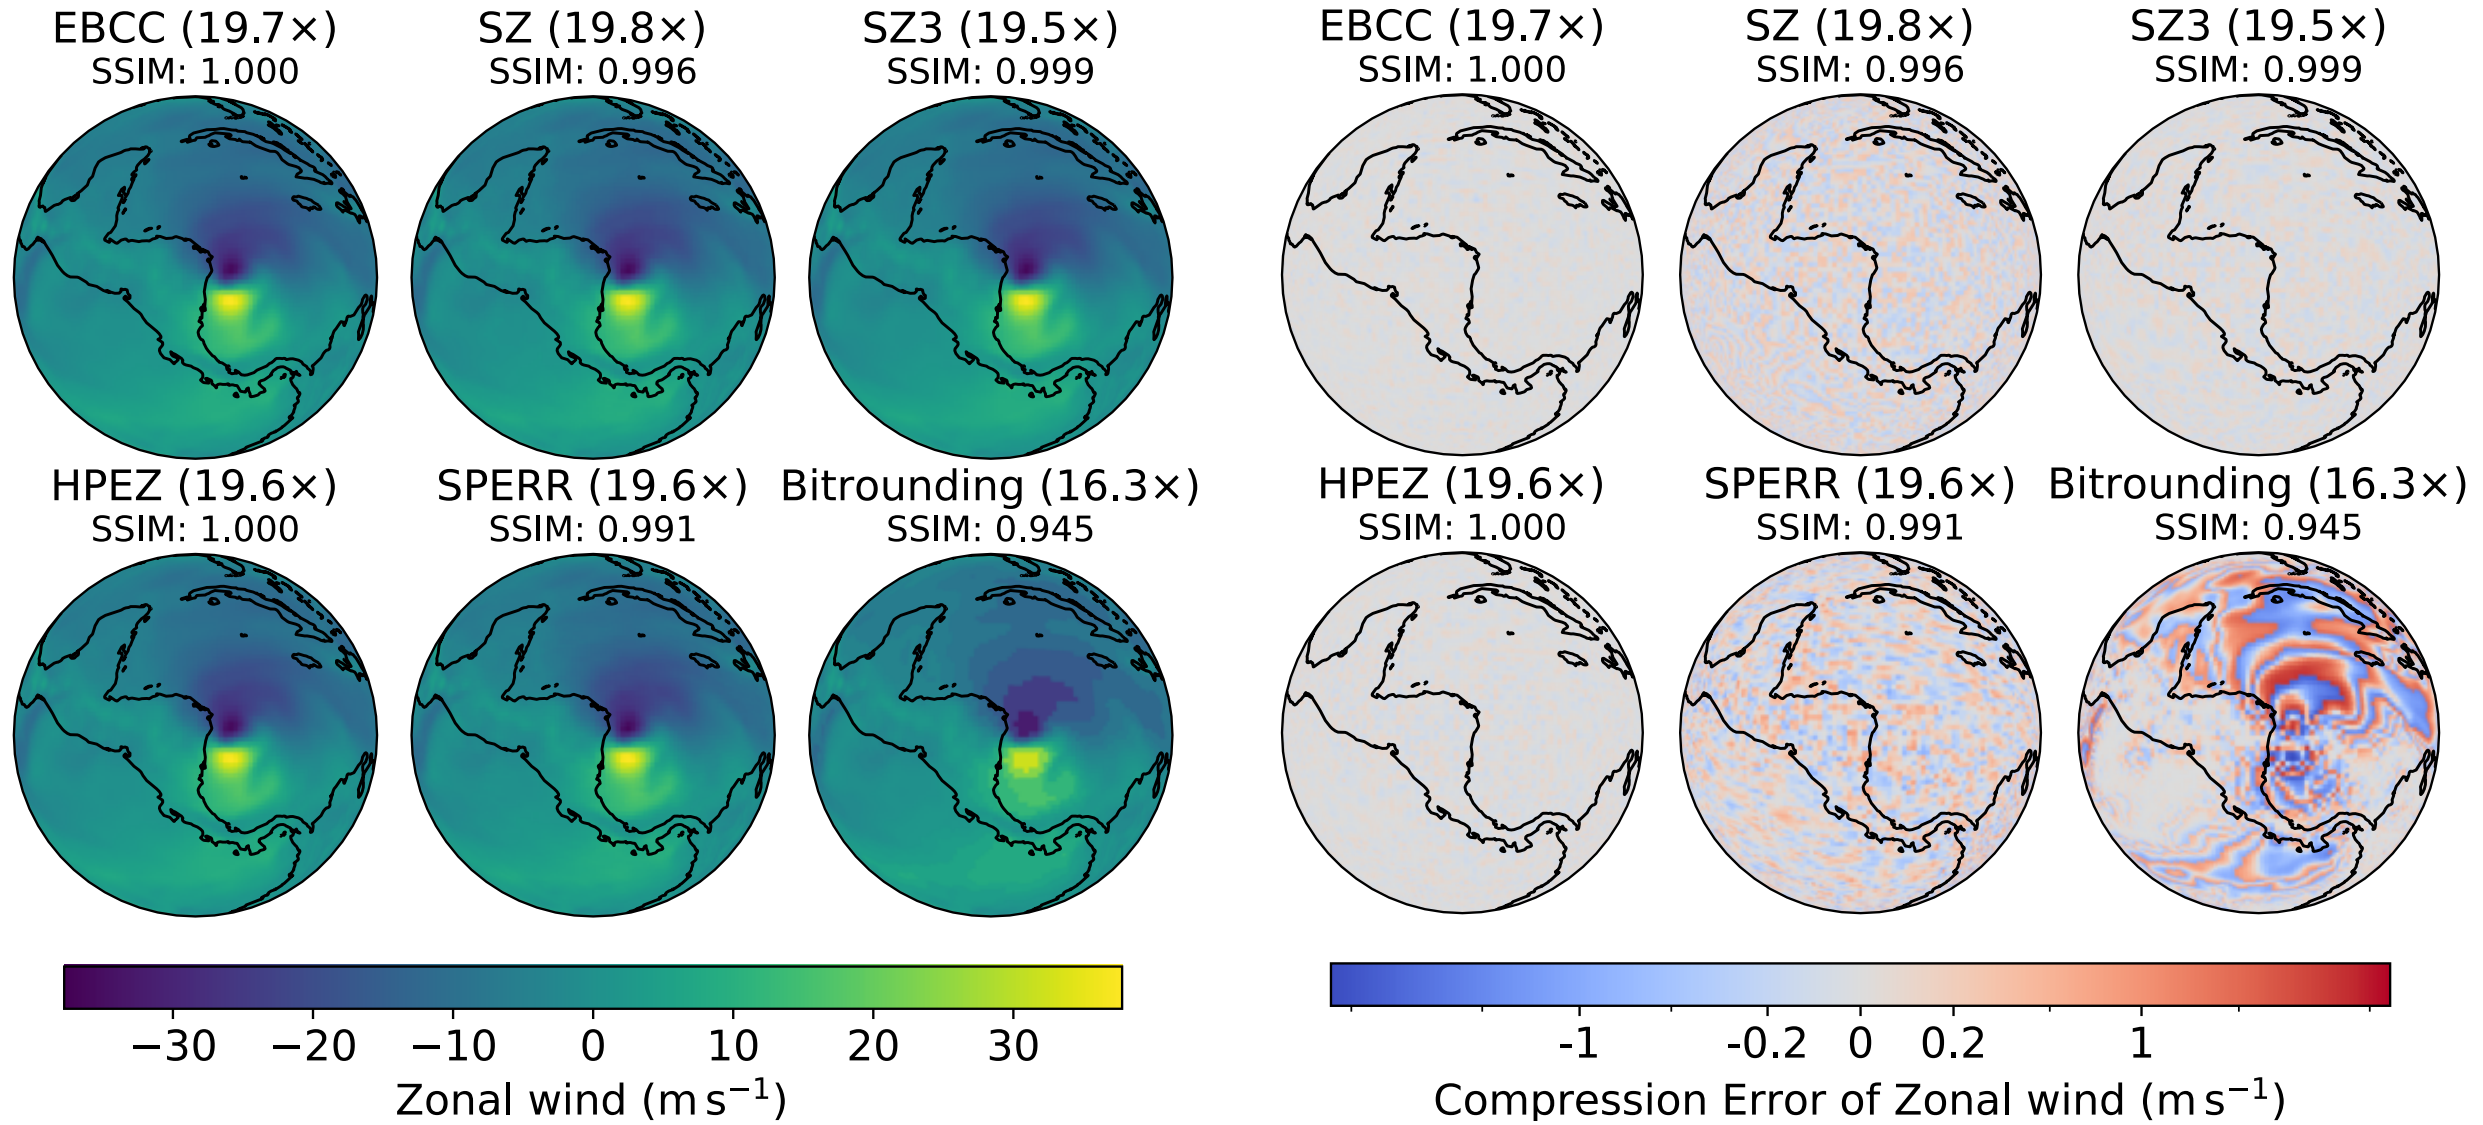 EBCC (19.7×)
SSIM: 1.000
SZ (19.8×)
SSIM: 0.996
SZ3 (19.5×)
SSIM: 0.999
HPEZ (19.6×)
SSIM: 1.000
SPERR (19.6×)
SSIM: 0.991
Bitrounding (16.3×)
SSIM: 0.945
−30 −20 −10 0 10 20 30
Zonal wind (m s⁻¹)
EBCC (19.7×)
SSIM: 1.000
SZ (19.8×)
SSIM: 0.996
SZ3 (19.5×)
SSIM: 0.999
HPEZ (19.6×)
SSIM: 1.000
SPERR (19.6×)
SSIM: 0.991
Bitrounding (16.3×)
SSIM: 0.945
-1 -0.2 0 0.2 1
Compression Error of Zonal wind (m s⁻¹)